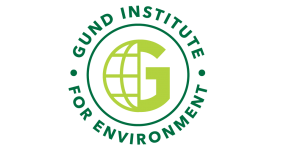 GUND INSTITUTE
G
• FOR ENVIRONMENT •